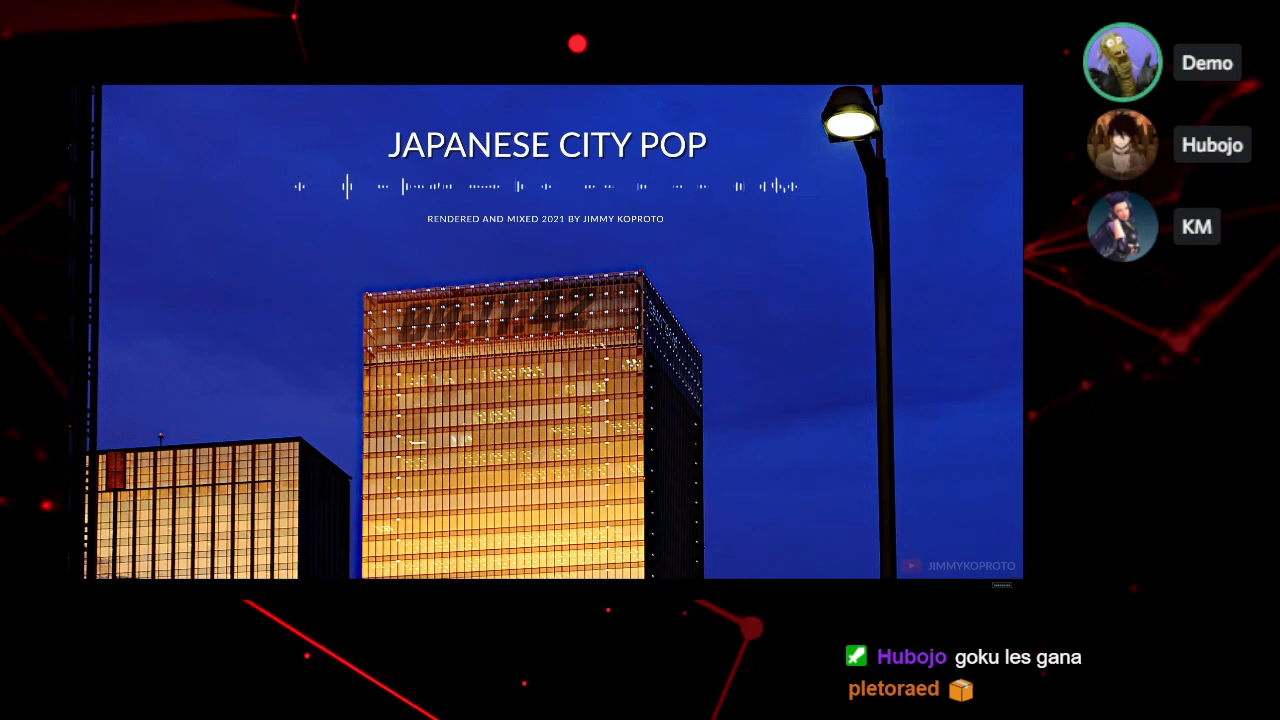 Demo
JAPANESE CITY POP
Hubojo
RENDERED AND MIXED 2021 BY JIMMY KOPROTO
KM
JIMMYKOPROTO
Hubojo goku les gana
pletoraed